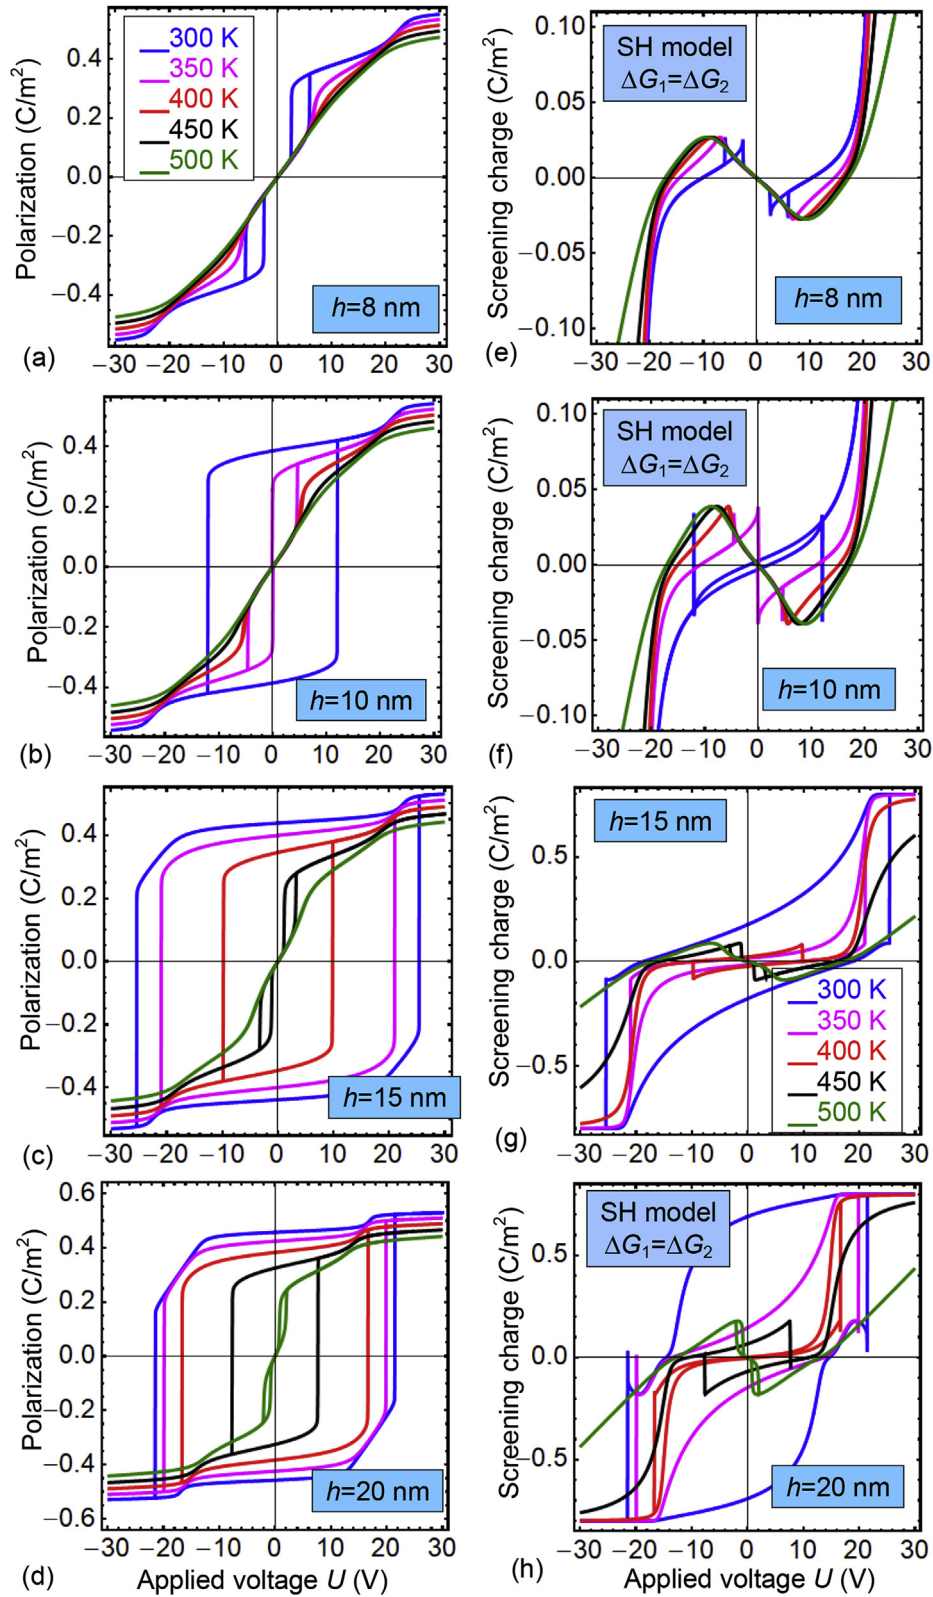 Polarization (C/m²)
0.4
0.2
0.0
−0.2
−0.4
300 K
350 K
400 K
450 K
500 K
h=8 nm
(a)
−30 −20 −10 0 10 20 30
Screening charge (C/m²)
0.10
0.05
0.00
−0.05
−0.10
SH model
ΔG₁=ΔG₂
h=8 nm
(e)
−30 −20 −10 0 10 20 30
Polarization (C/m²)
0.4
0.2
0.0
−0.2
−0.4
h=10 nm
(b)
−30 −20 −10 0 10 20 30
Screening charge (C/m²)
0.10
0.05
0.00
−0.05
−0.10
SH model
ΔG₁=ΔG₂
h=10 nm
(f)
−30 −20 −10 0 10 20 30
Polarization (C/m²)
0.4
0.2
0.0
−0.2
−0.4
h=15 nm
(c)
−30 −20 −10 0 10 20 30
Screening charge (C/m²)
0.5
0.0
−0.5
h=15 nm
300 K
350 K
400 K
450 K
500 K
(g)
−30 −20 −10 0 10 20 30
Polarization (C/m²)
0.6
0.4
0.2
0.0
−0.2
−0.4
−0.6
h=20 nm
(d)
−30 −20 −10 0 10 20 30
Applied voltage U (V)
Screening charge (C/m²)
0.5
0.0
−0.5
SH model
ΔG₁=ΔG₂
h=20 nm
(h)
−30 −20 −10 0 10 20 30
Applied voltage U (V)